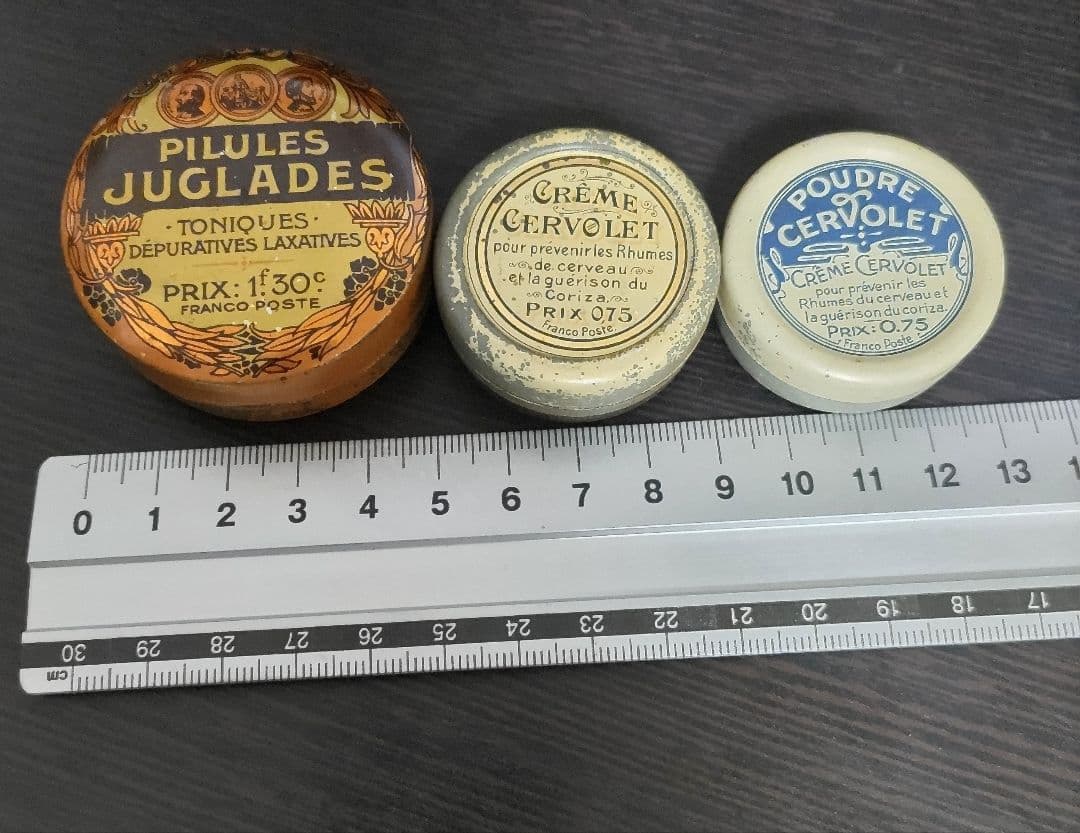 PILULES
JUGLADES
· TONIQUES ·
DÉPURATIVES LAXATIVES
PRIX: 1f 30c
FRANCO-POSTE
CRÊME
CERVOLET
pour prévenir les Rhumes
de cerveau
et la guérison du
Coriza.
PRIX 075
Franco Poste.
POUDRE
CERVOLET
CRÈME CERVOLET
pour prévenir les
Rhumes du cerveau et
la guérison du coriza.
PRIX: 0.75
Franco Poste
0 1 2 3 4 5 6 7 8 9 10 11 12 13
30 29 28 27 26 25 24 23 22 21 20 19 18 17
cm